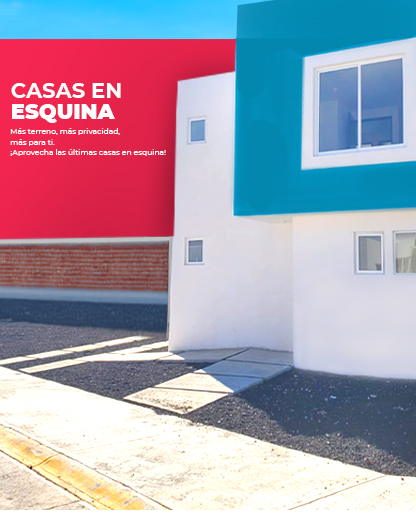 CASAS EN
ESQUINA
Más terreno, más privacidad,
más para ti.
¡Aprovecha las últimas casas en esquina!